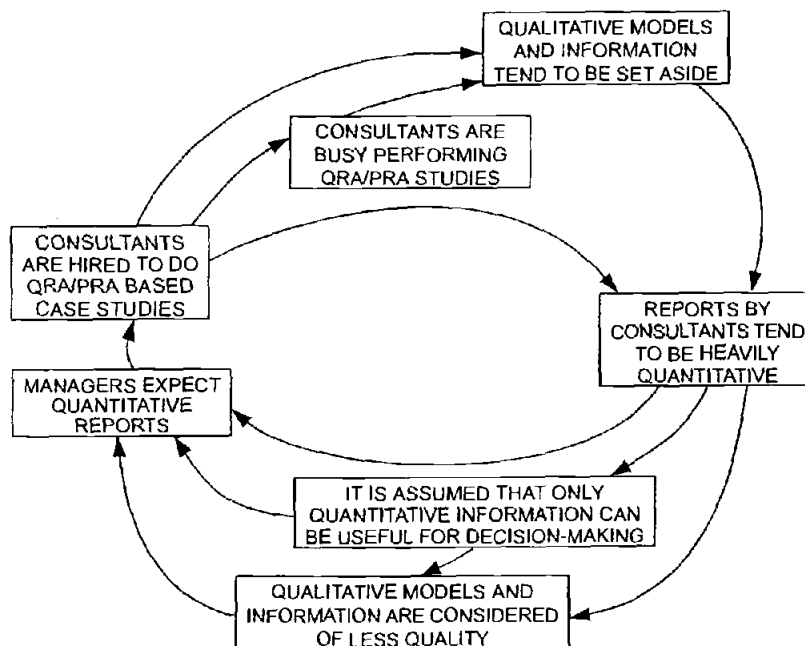 QUALITATIVE MODELS
AND INFORMATION
TEND TO BE SET ASIDE
CONSULTANTS ARE
BUSY PERFORMING
QRA/PRA STUDIES
CONSULTANTS
ARE HIRED TO DO
QRA/PRA BASED
CASE STUDIES
REPORTS BY
CONSULTANTS TEND
TO BE HEAVILY
QUANTITATIVE
MANAGERS EXPECT
QUANTITATIVE
REPORTS
IT IS ASSUMED THAT ONLY
QUANTITATIVE INFORMATION CAN
BE USEFUL FOR DECISION-MAKING
QUALITATIVE MODELS AND
INFORMATION ARE CONSIDERED
OF LESS QUALITY